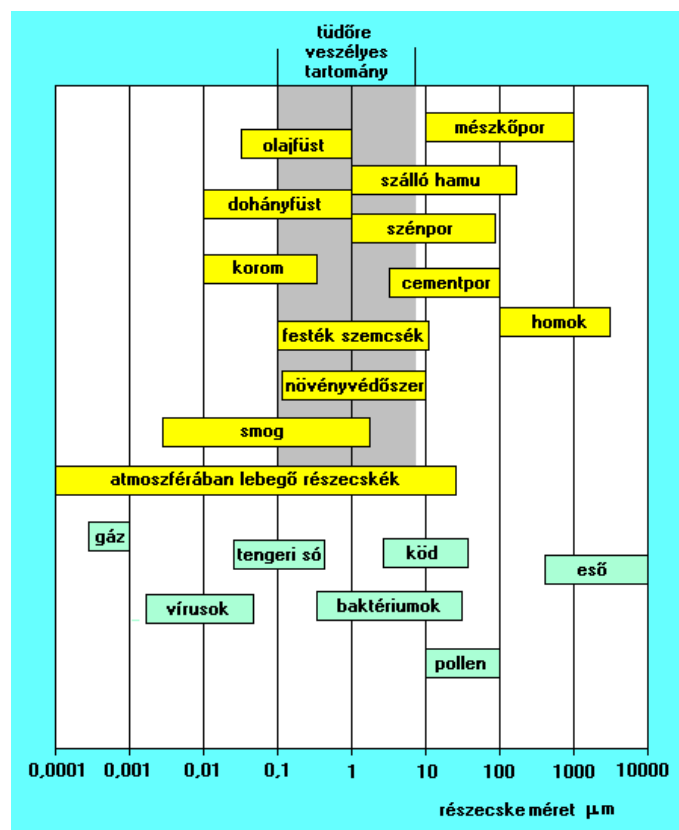 tüdőre
veszélyes
tartomány
mészkőpor
olajfüst
szálló hamu
dohányfüst
szénpor
korom
cementpor
homok
festék szemcsék
növényvédőszer
smog
atmoszférában lebegő részecskék
gáz
tengeri só
köd
eső
vírusok
baktériumok
pollen
0,0001 0,001 0,01 0,1 1 10 100 1000 10000
részecske méret μm